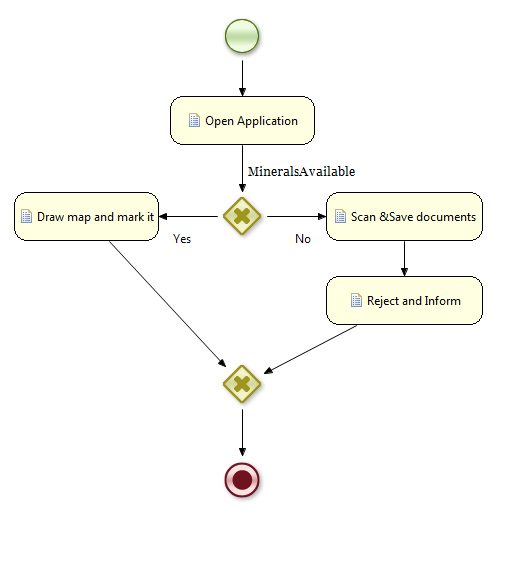 Open Application
MineralsAvailable
Draw map and mark it
Scan &Save documents
Yes
No
Reject and Inform